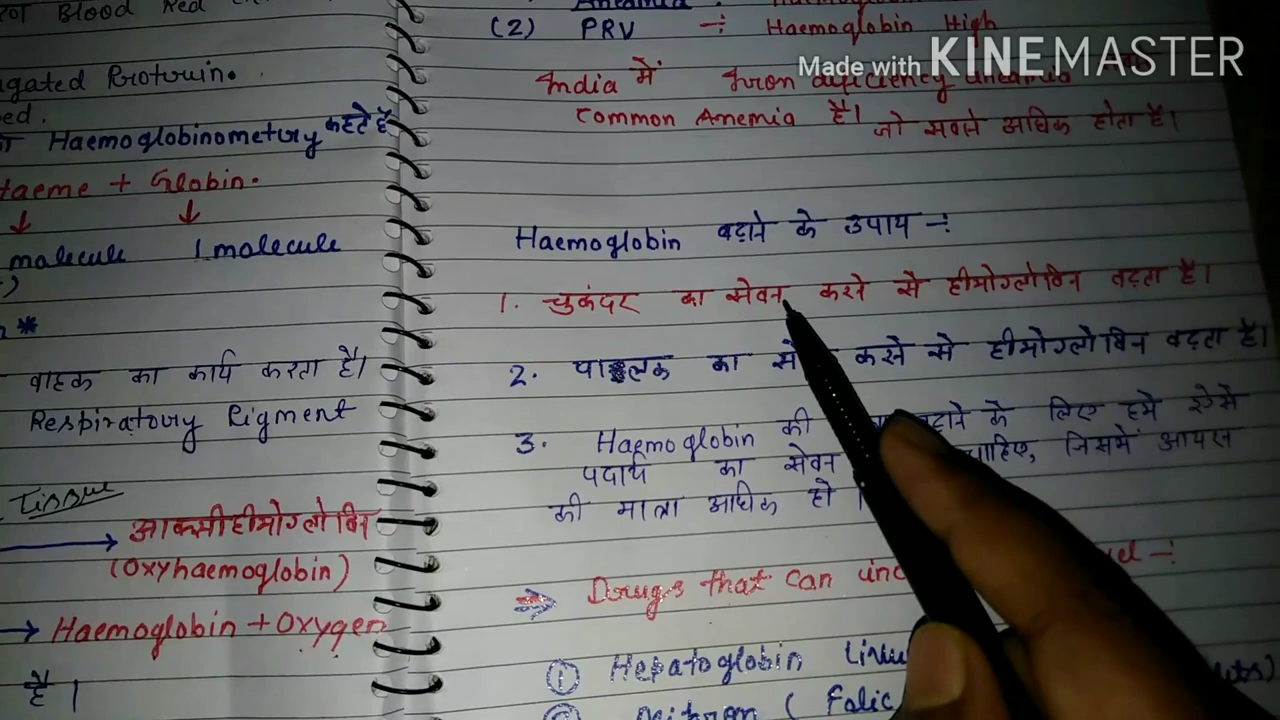 Blood Red
gated Protein.
ed.
Haemoglobinometry कहते है
Haeme + Globin.
molecule 1 molecule
वाहक का कार्य करता है।
Respiratory Pigment
Tissue
आक्सीहीमोग्लोबिन
(Oxyhaemoglobin)
Haemoglobin + Oxygen
है।
(2) PRV -: Haemoglobin High
Made with KINEMASTER
India में Iron deficiency
Common Anemia है। जो सबसे अधिक होता है।
Haemoglobin बढ़ाने के उपाय -:
1. चुकंदर का सेवन करने से हीमोग्लोबिन बढ़ता है।
2. पालक का से करने से हीमोग्लोबिन बढ़ता है।
3. Haemoglobin की बढ़ाने के लिए हमे ऐसे
पदार्थ का सेवन चाहिए, जिसमें आयरन
की मात्रा अधिक हो।
Drugs that can inc
① Hepatoglobin
(Folic